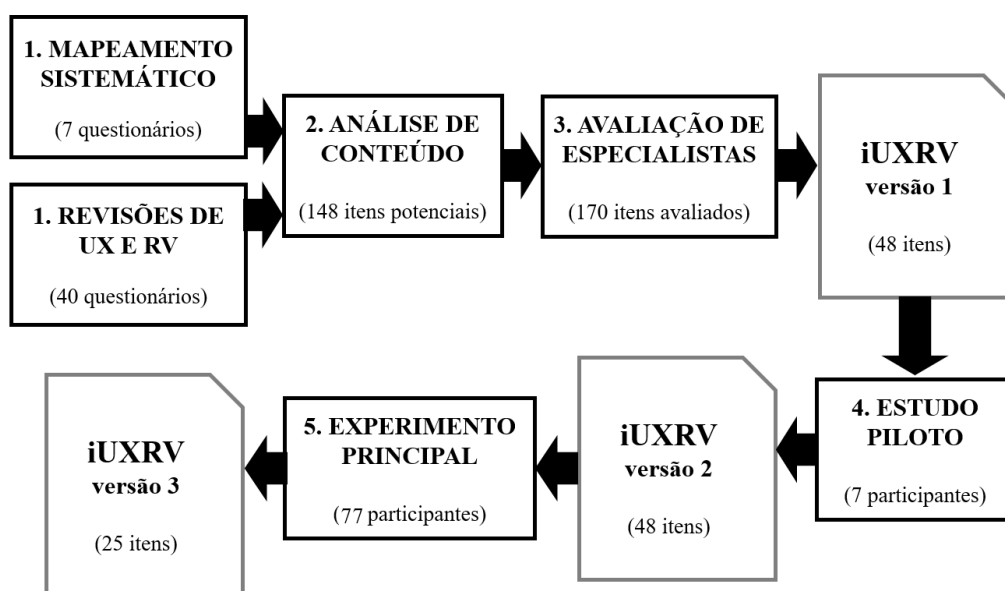 1. MAPEAMENTO
SISTEMÁTICO
(7 questionários)
1. REVISÕES DE
UX E RV
(40 questionários)
2. ANÁLISE DE
CONTEÚDO
(148 itens potenciais)
3. AVALIAÇÃO DE
ESPECIALISTAS
(170 itens avaliados)
iUXRV
versão 1
(48 itens)
4. ESTUDO
PILOTO
(7 participantes)
iUXRV
versão 2
(48 itens)
5. EXPERIMENTO
PRINCIPAL
(77 participantes)
iUXRV
versão 3
(25 itens)